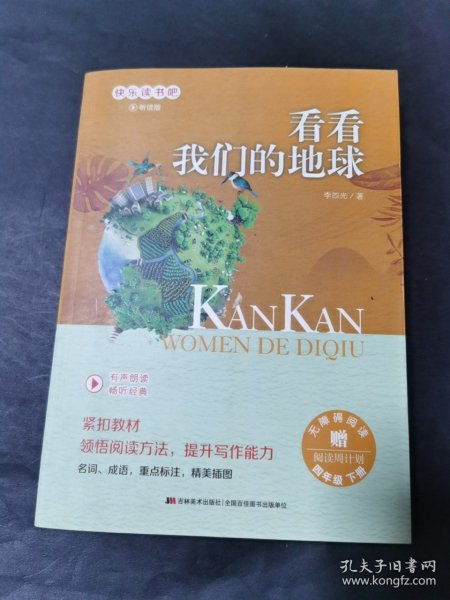 快乐读书吧
听读版
看看
我们的地球
李四光/著
KANKAN
WOMEN DE DIQIU
有声朗读
畅听经典
紧扣教材
领悟阅读方法，提升写作能力
名词、成语，重点标注，精美插图
无障碍阅读
赠
阅读周计划
四年级 下册
吉林美术出版社|全国百佳图书出版单位
孔夫子旧书网
www.kongfz.com